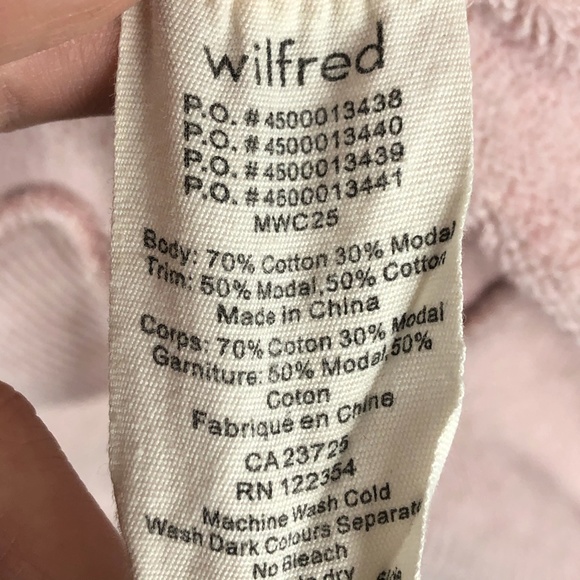 wilfred
P.O. # 4500013438
P.O. # 4500013440
P.O. # 4500013439
P.O. # 4500013441
MWC25
Body: 70% Cotton 30% Modal
Trim: 50% Modal,50% Cotton
Made in China
Corps: 70% Coton 30% Modal
Garniture: 50% Modal,50%
Coton
Fabrique en Chine
CA 23725
RN 122354
Machine Wash Cold
Wash Dark Colours Separat
No Bleach
dry